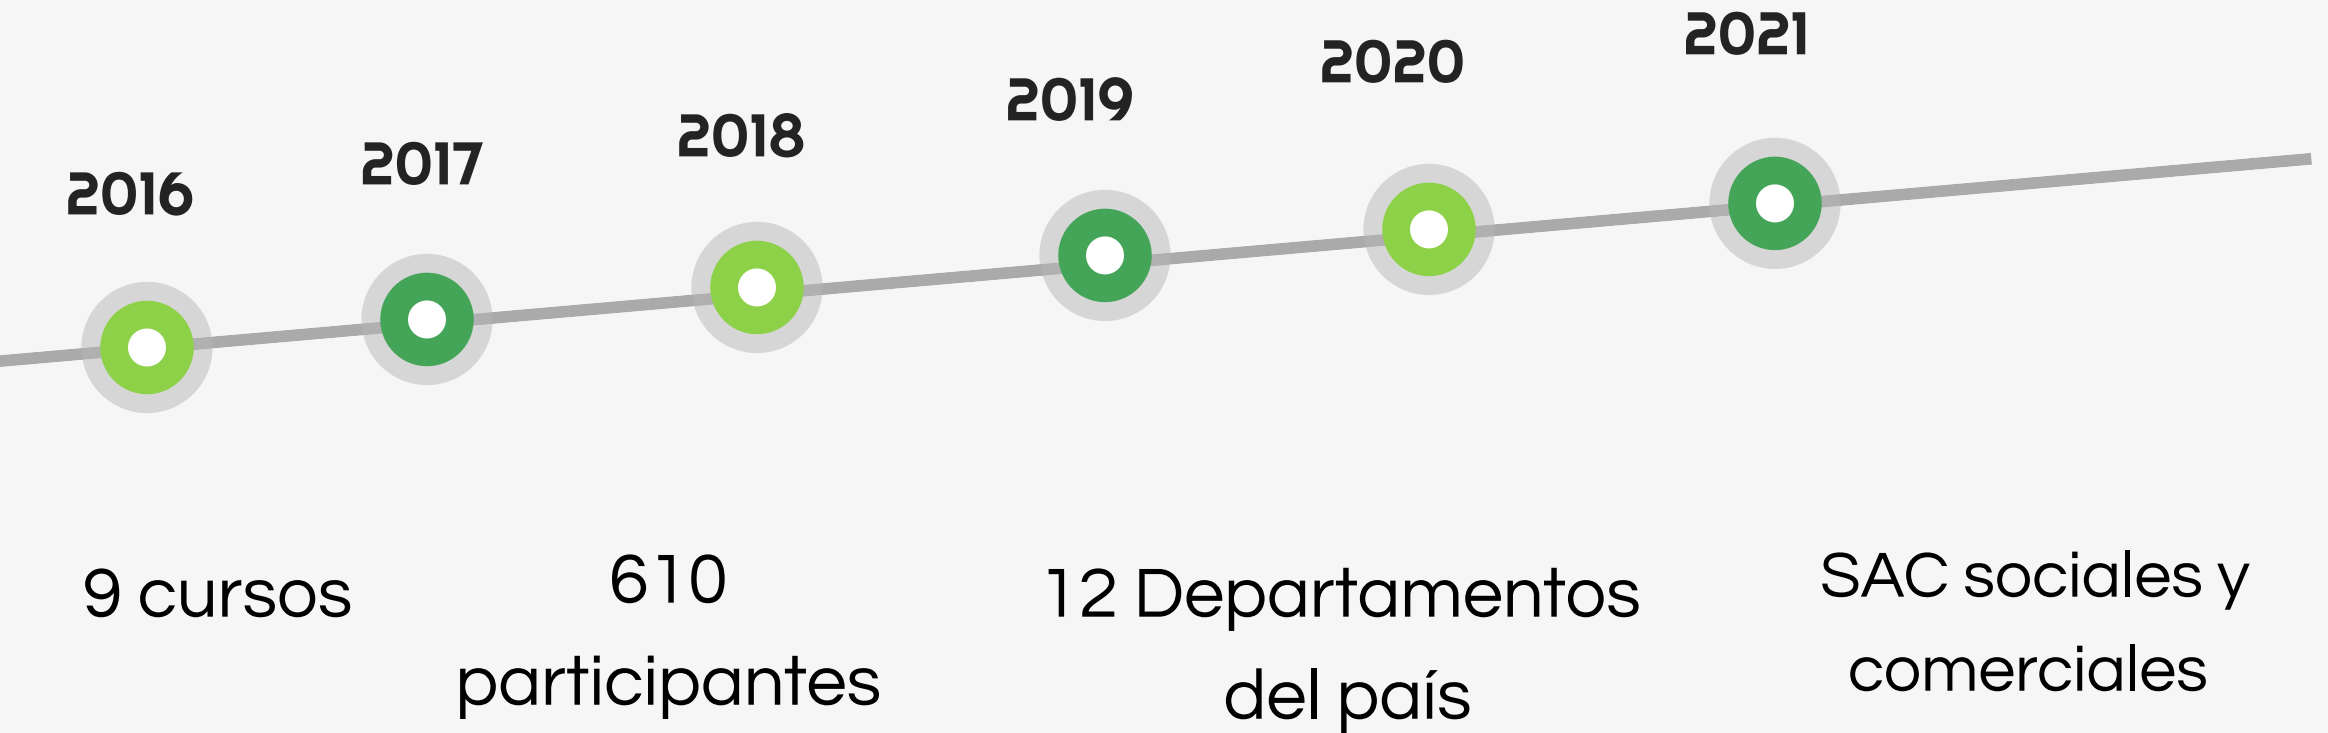 2016
2017
2018
2019
2020
2021
9 cursos
610
participantes
12 Departamentos
del país
SAC sociales y
comerciales